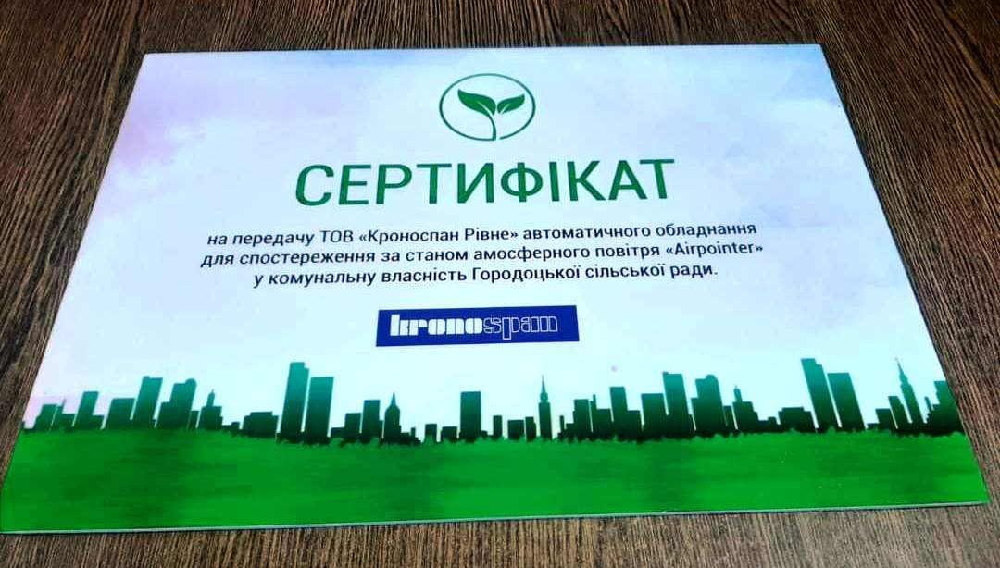 СЕРТИФІКАТ
на передачу ТОВ «Кроноспан Рівне» автоматичного обладнання
для спостереження за станом амосферного повітря «Airpointer»
у комунальну власність Городоцької сільської ради.
kronospan